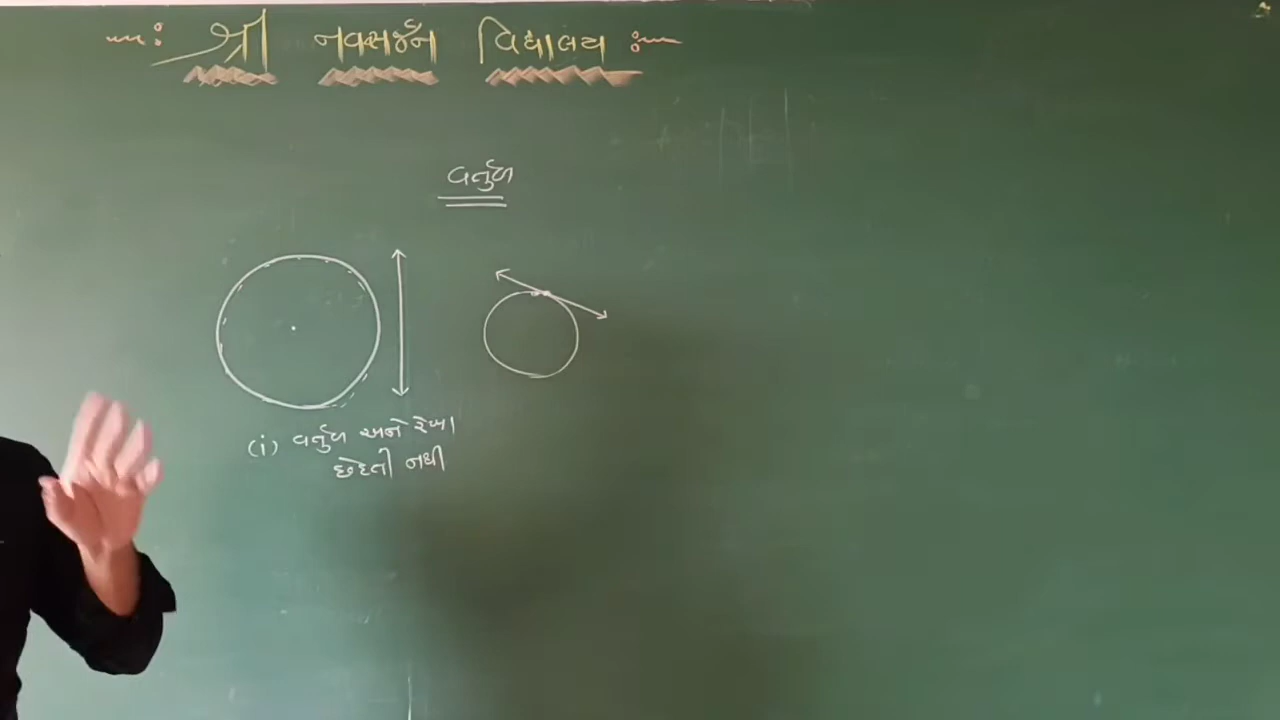 શ્રી નવસર્જન વિદ્યાલય
વર્તુળ
(i) વર્તુળ અને રેખા
છેદતી નથી